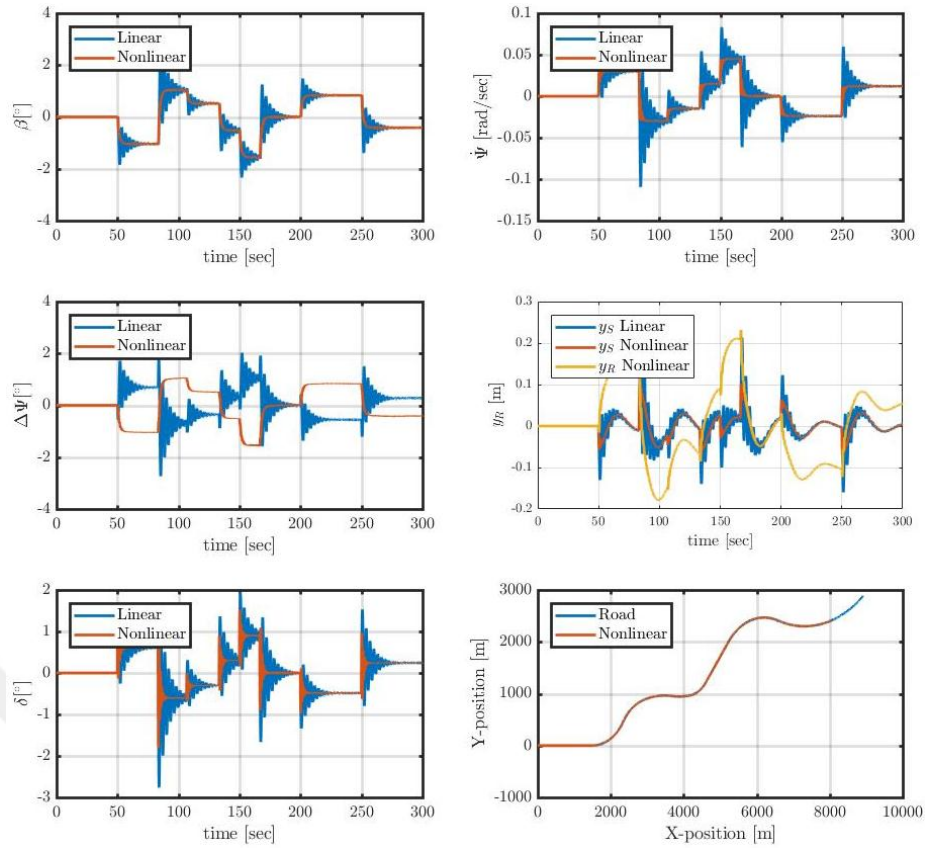 4
2
0
-2
-4
β[°]
Linear
Nonlinear
0 50 100 150 200 250 300
time [sec]
0.1
0.05
0
-0.05
-0.1
-0.15
Ψ̇ [rad/sec]
Linear
Nonlinear
0 50 100 150 200 250 300
time [sec]
4
2
0
-2
-4
ΔΨ[°]
Linear
Nonlinear
0 50 100 150 200 250 300
time [sec]
0.3
0.2
0.1
0
-0.1
-0.2
y_R [m]
y_S Linear
y_S Nonlinear
y_R Nonlinear
0 50 100 150 200 250 300
time [sec]
2
1
0
-1
-2
-3
δ[°]
Linear
Nonlinear
0 50 100 150 200 250 300
time [sec]
3000
2000
1000
0
-1000
Y-position [m]
Road
Nonlinear
0 2000 4000 6000 8000 10000
X-position [m]